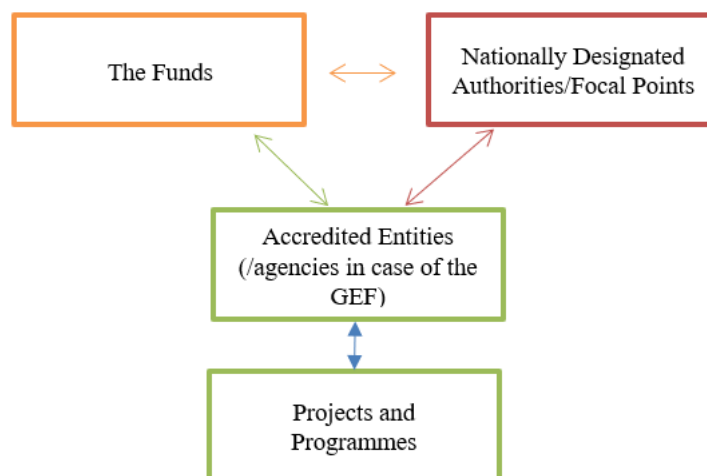 The Funds
Nationally Designated
Authorities/Focal Points
Accredited Entities
(/agencies in case of the
GEF)
Projects and
Programmes